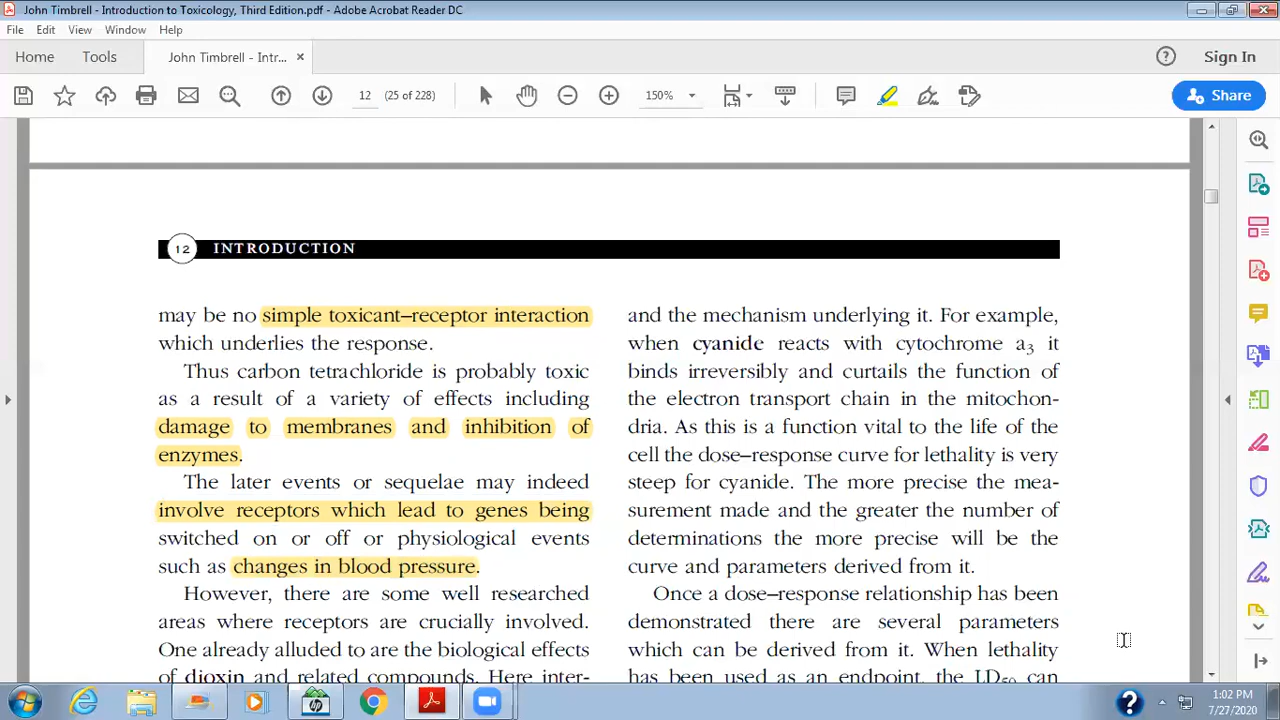 John Timbrell - Introduction to Toxicology, Third Edition.pdf - Adobe Acrobat Reader DC
File Edit View Window Help
Home Tools John Timbrell - Intr... × Sign In
12 (25 of 228) 150% Share
12 INTRODUCTION
may be no simple toxicant–receptor interaction
which underlies the response.
Thus carbon tetrachloride is probably toxic
as a result of a variety of effects including
damage to membranes and inhibition of
enzymes.
The later events or sequelae may indeed
involve receptors which lead to genes being
switched on or off or physiological events
such as changes in blood pressure.
However, there are some well researched
areas where receptors are crucially involved.
One already alluded to are the biological effects
of dioxin and related compounds. Here inter-
and the mechanism underlying it. For example,
when cyanide reacts with cytochrome a₃ it
binds irreversibly and curtails the function of
the electron transport chain in the mitochon-
dria. As this is a function vital to the life of the
cell the dose–response curve for lethality is very
steep for cyanide. The more precise the mea-
surement made and the greater the number of
determinations the more precise will be the
curve and parameters derived from it.
Once a dose–response relationship has been
demonstrated there are several parameters
which can be derived from it. When lethality
has been used as an endpoint, the LD₅₀ can
1:02 PM
7/27/2020